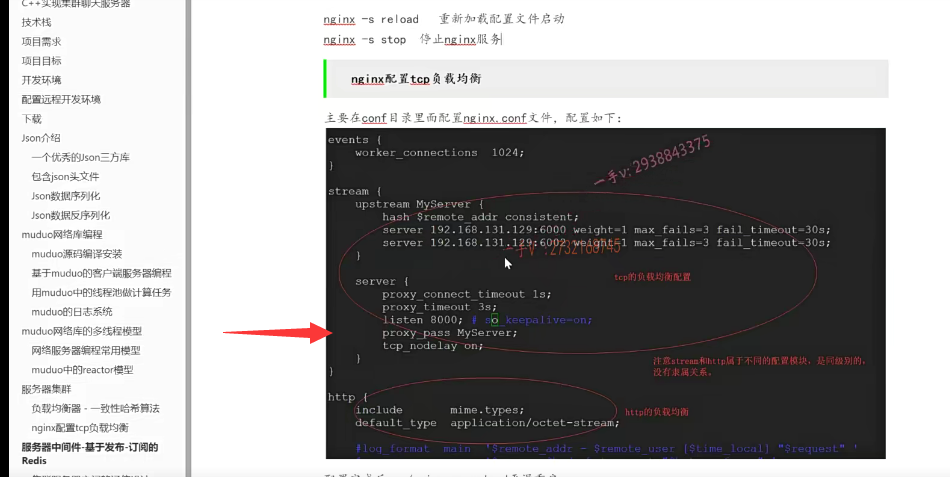 C++实现集群聊天服务器
技术栈
项目需求
项目目标
开发环境
配置远程开发环境
下载
Json介绍
一个优秀的Json三方库
包含json头文件
Json数据序列化
Json数据反序列化
muduo网络库编程
muduo源码编译安装
基于muduo的客户端服务器编程
用muduo中的线程池做计算任务
muduo的日志系统
muduo网络库的多线程模型
网络服务器编程常用模型
muduo中的reactor模型
服务器集群
负载均衡器 - 一致性哈希算法
nginx配置tcp负载均衡
服务器中间件-基于发布-订阅的
Redis
nginx -s reload 重新加载配置文件启动
nginx -s stop 停止nginx服务
nginx配置tcp负载均衡
主要在conf目录里面配置nginx.conf文件，配置如下：
events {
worker_connections 1024;
}
一手v: 2938843375
stream {
upstream MyServer {
hash $remote_addr consistent;
server 192.168.131.129:6000 weight=1 max_fails=3 fail_timeout=30s;
server 192.168.131.129:6002 weight=1 max_fails=3 fail_timeout=30s;
}
tcp的负载均衡配置
server {
proxy_connect_timeout 1s;
proxy_timeout 3s;
listen 8000; # so_keepalive=on;
proxy_pass MyServer;
tcp_nodelay on;
}
}
注意stream和http属于不同的配置模块，是同级别的，
没有隶属关系。
http {
include mime.types;
default_type application/octet-stream;
http的负载均衡
#log_format main '$remote_addr - $remote_user [$time_local] "$request" '